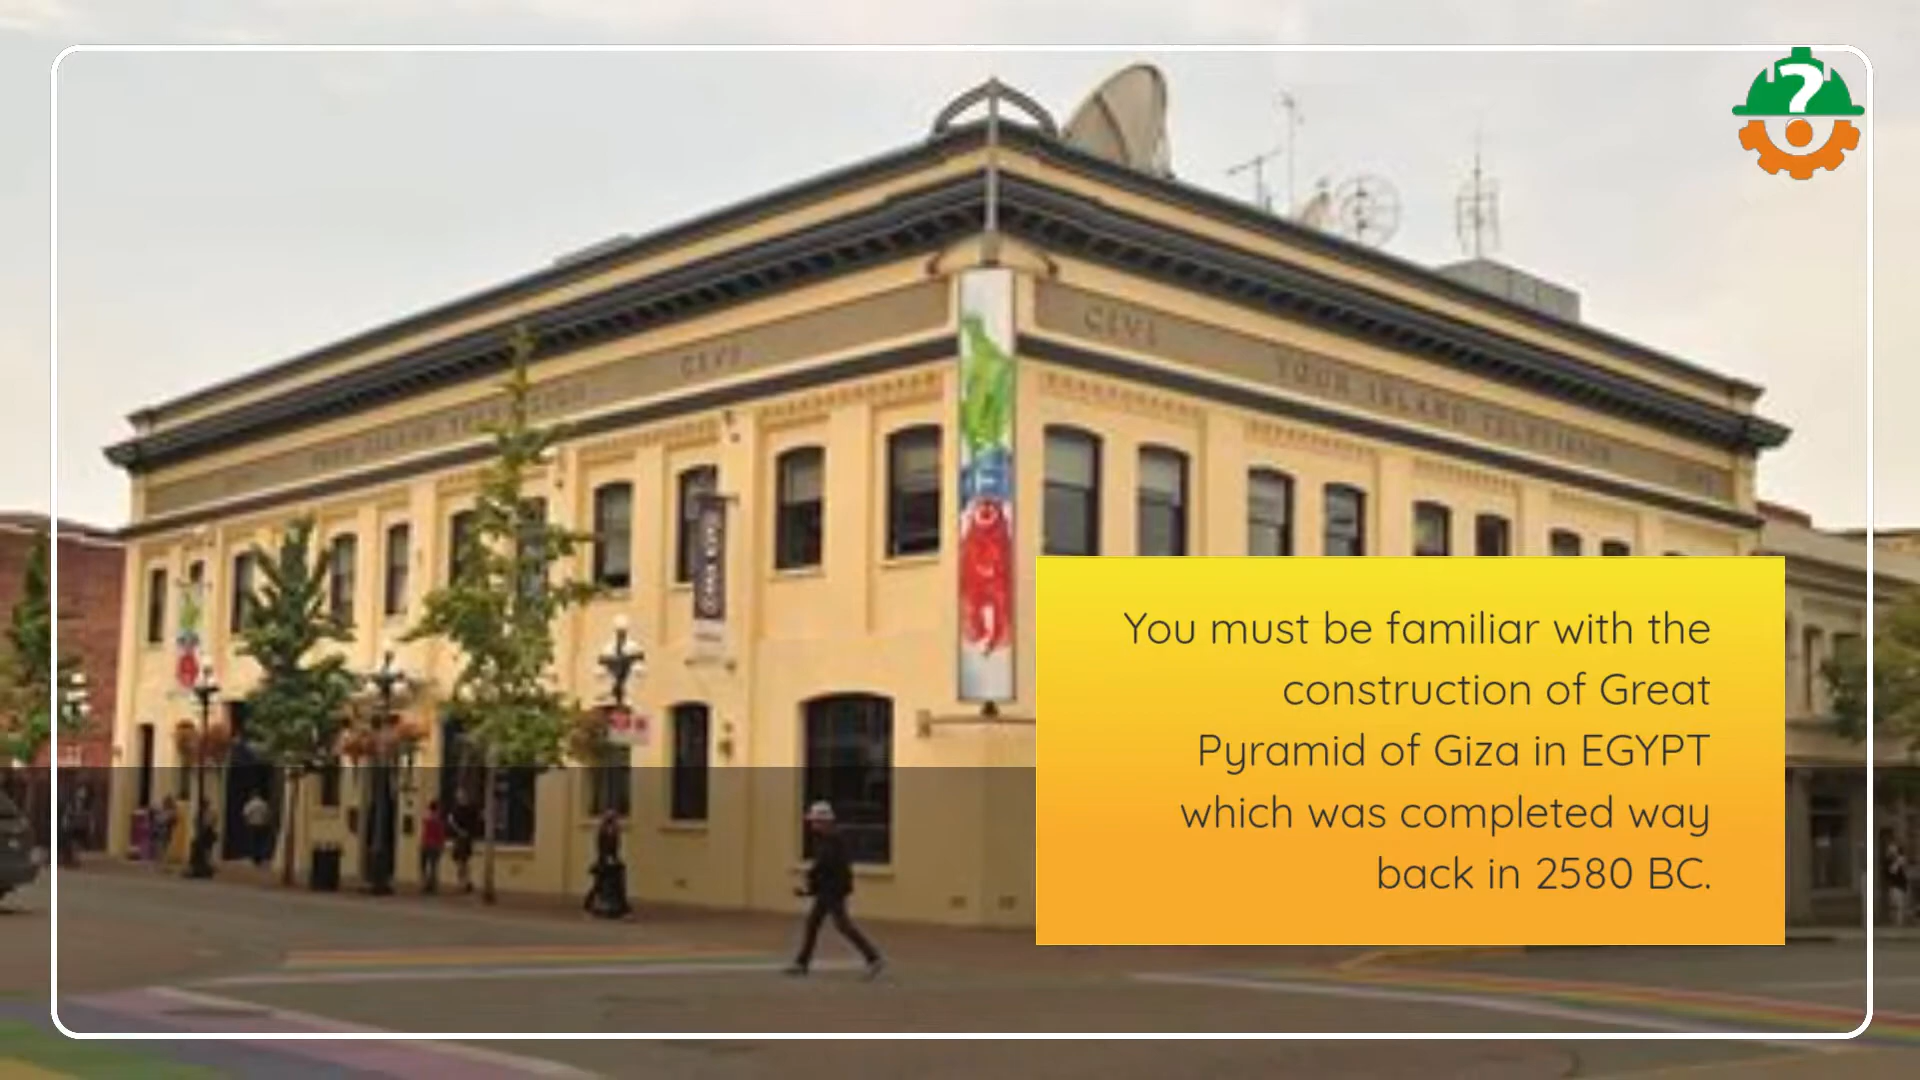 ?
CIVI
CIVI
YOUR ISLAND TELEVISION
You must be familiar with the
construction of Great
Pyramid of Giza in EGYPT
which was completed way
back in 2580 BC.